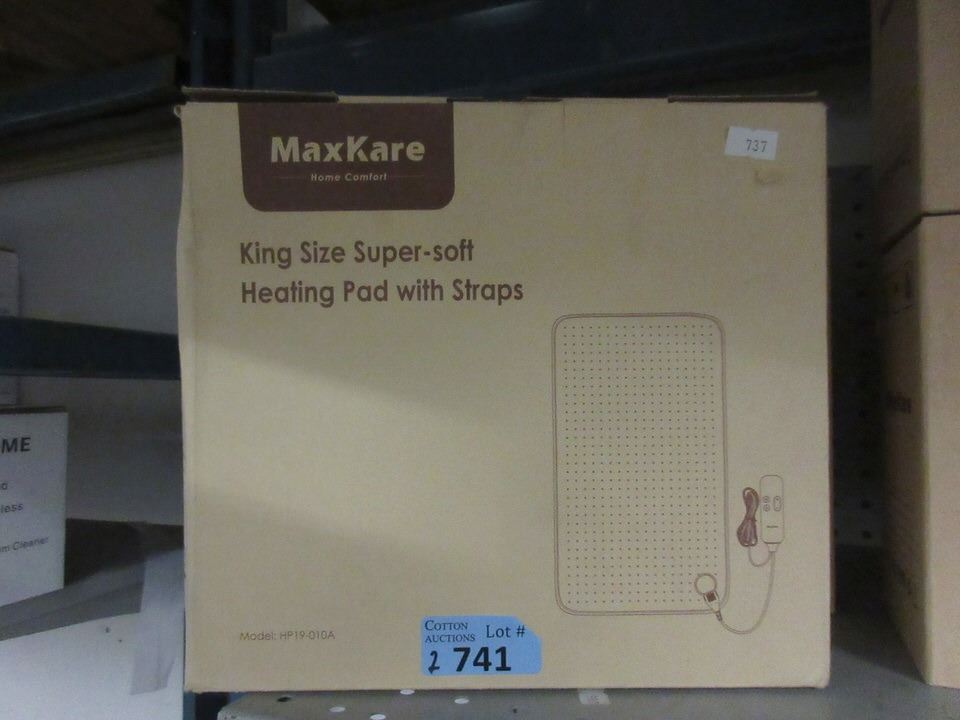 MaxKare
Home Comfort
737
King Size Super-soft
Heating Pad with Straps
Model: HP19-010A
COTTON
AUCTIONS Lot #
2 741
ME
less
m Cleaner